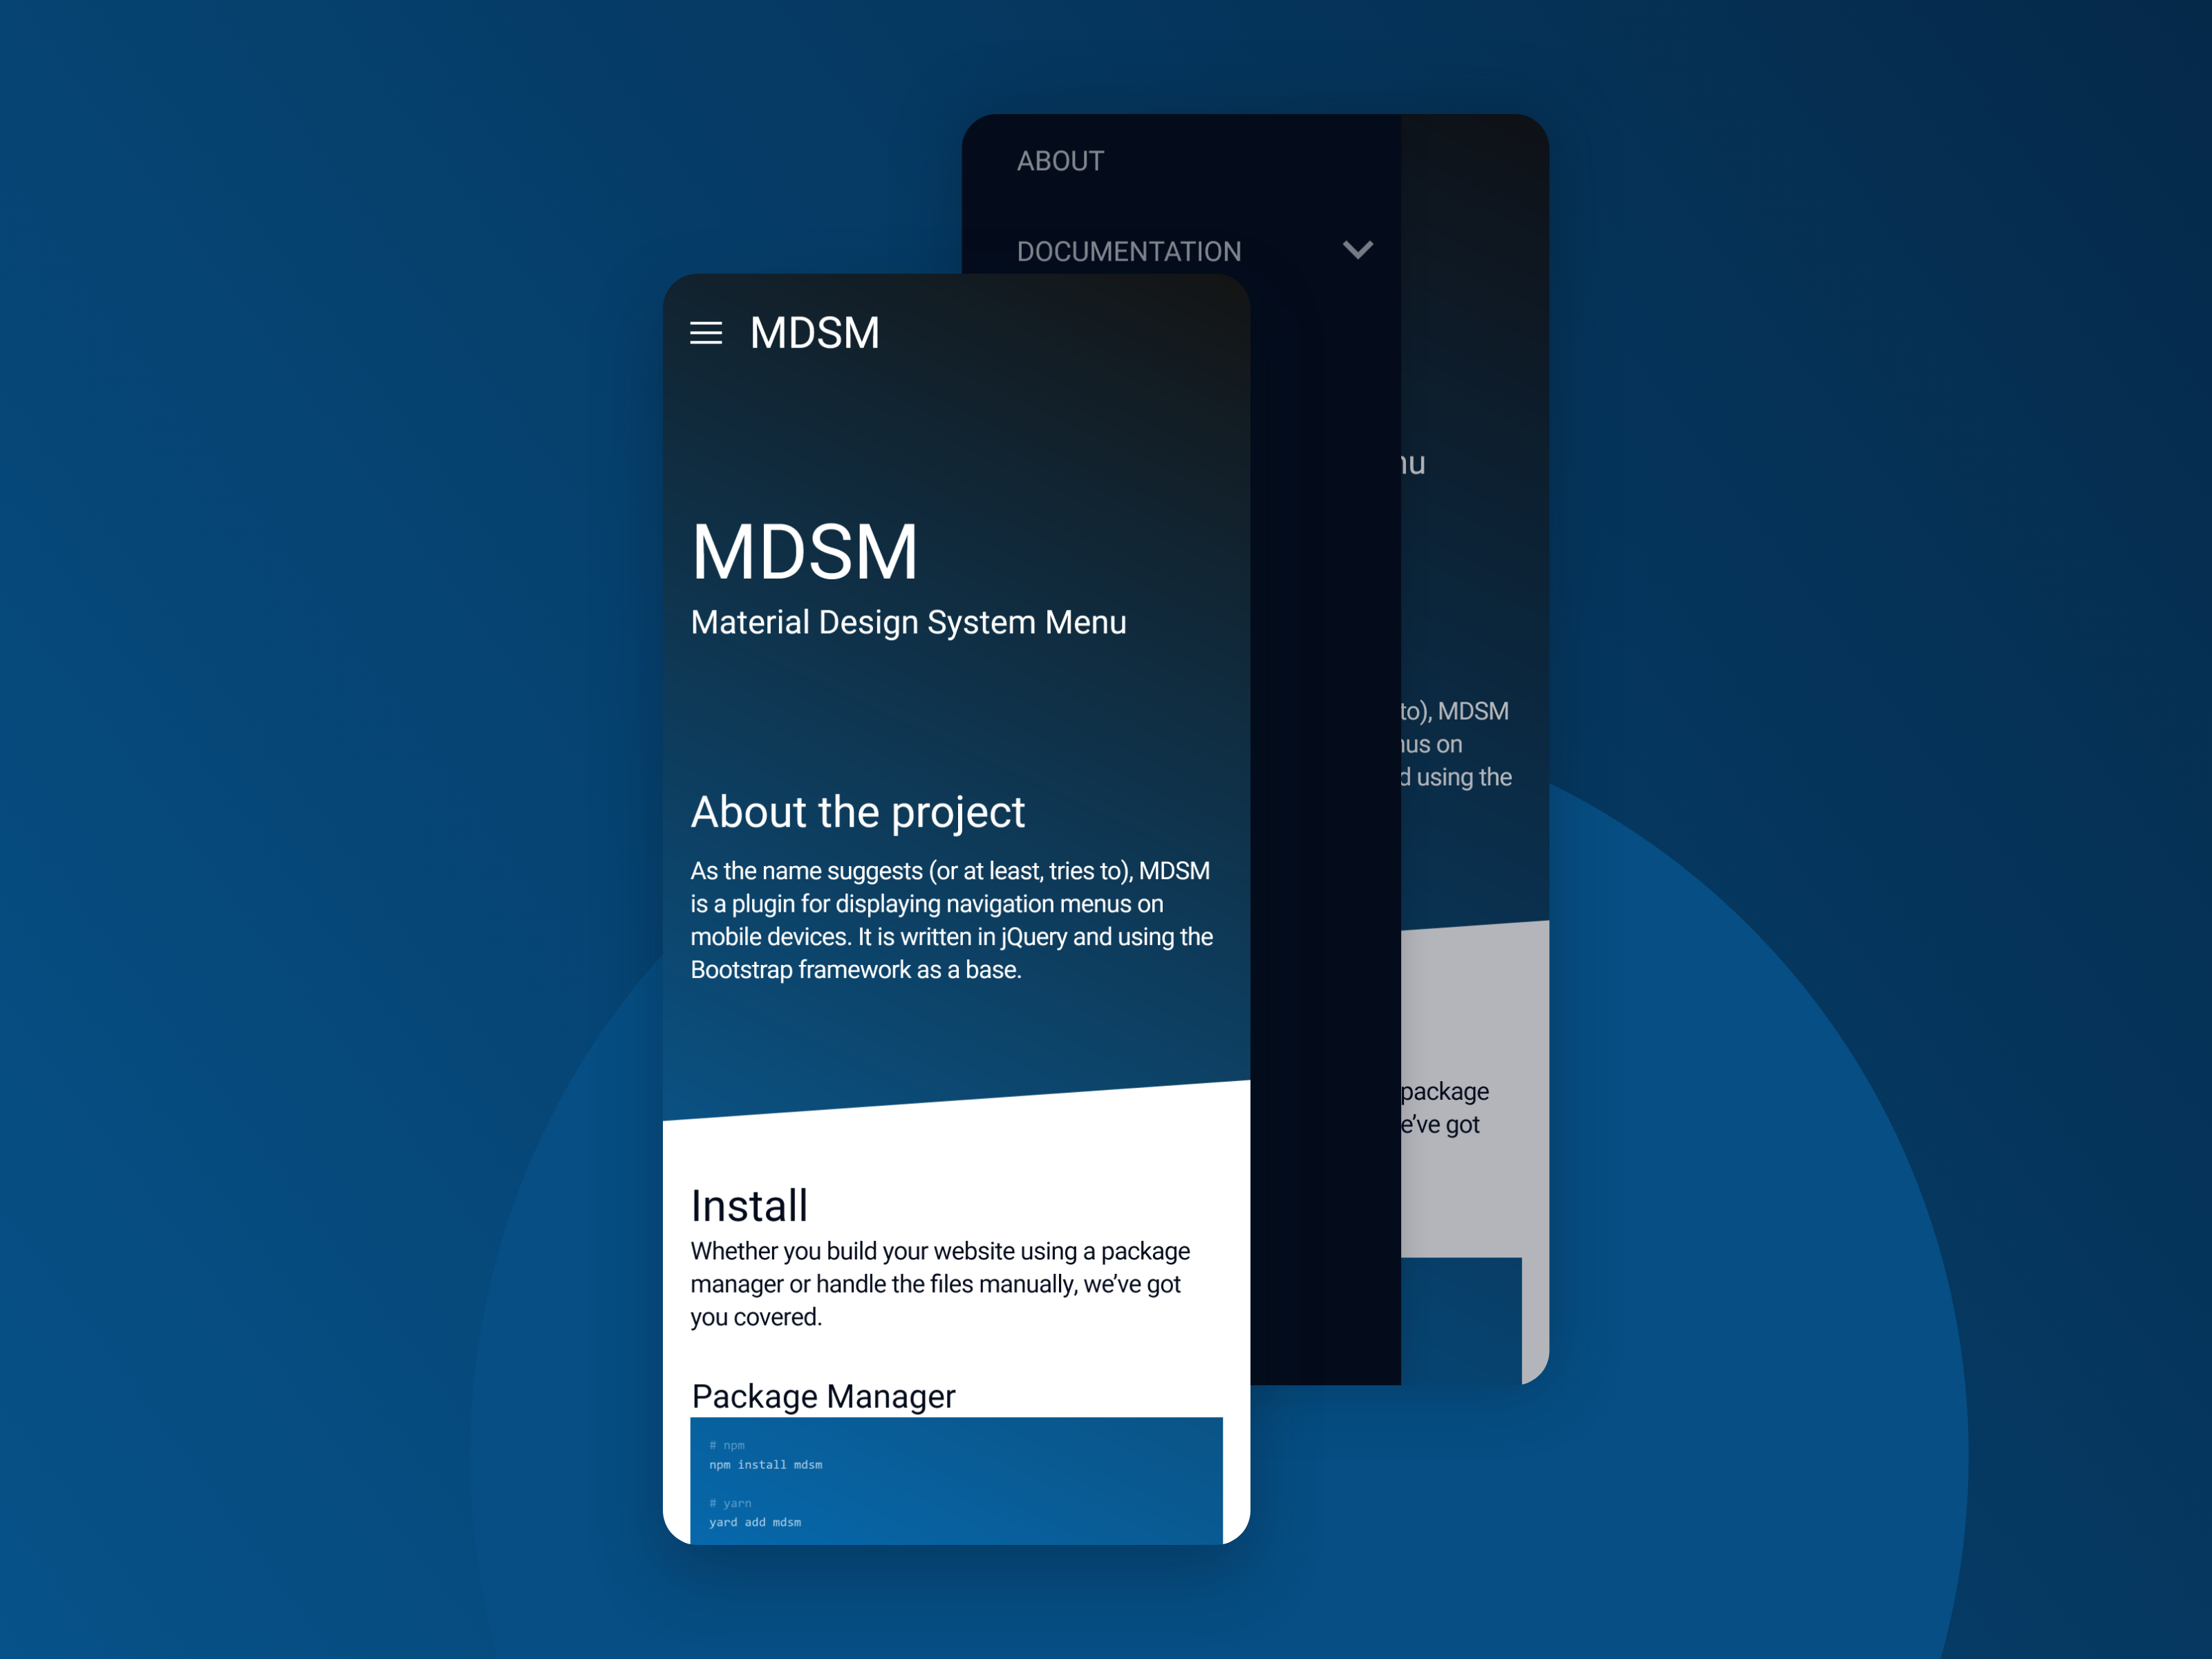 ABOUT
DOCUMENTATION
MDSM
MDSM
Material Design System Menu
About the project
As the name suggests (or at least, tries to), MDSM
is a plugin for displaying navigation menus on
mobile devices. It is written in jQuery and using the
Bootstrap framework as a base.
Install
Whether you build your website using a package
manager or handle the files manually, we've got
you covered.
Package Manager
# npm
npm install mdsm
# yarn
yard add mdsm
nu
to), MDSM
nus on
d using the
package
e've got